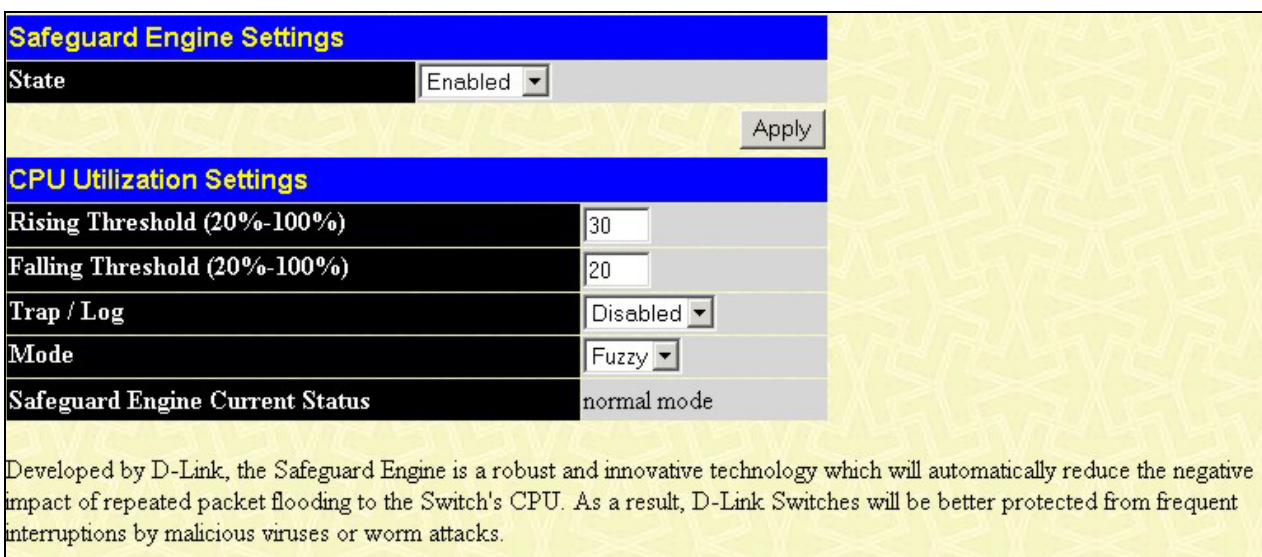 Safeguard Engine Settings
State Enabled
Apply
CPU Utilization Settings
Rising Threshold (20%-100%) 30
Falling Threshold (20%-100%) 20
Trap / Log Disabled
Mode Fuzzy
Safeguard Engine Current Status normal mode
Developed by D-Link, the Safeguard Engine is a robust and innovative technology which will automatically reduce the negative
impact of repeated packet flooding to the Switch's CPU. As a result, D-Link Switches will be better protected from frequent
interruptions by malicious viruses or worm attacks.